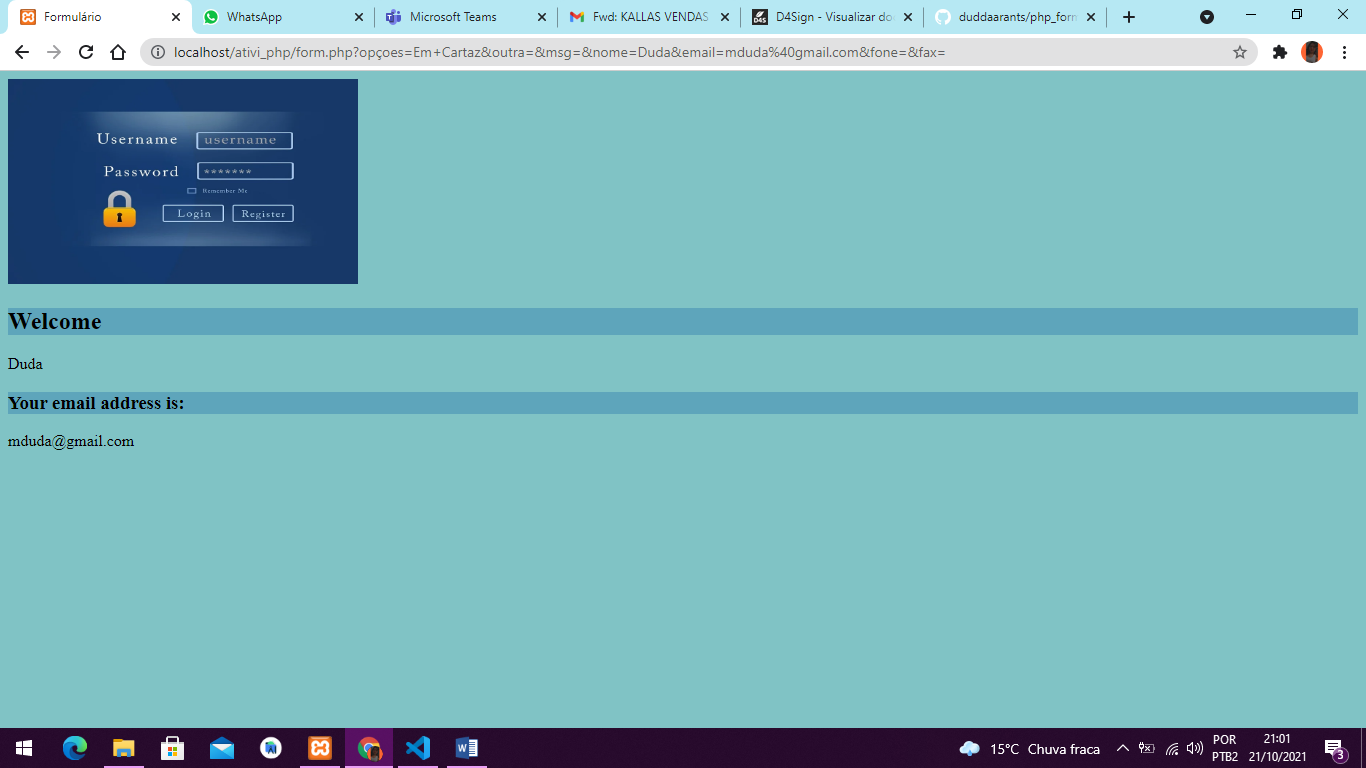 Formulário
WhatsApp
Microsoft Teams
Fwd: KALLAS VENDAS
D4Sign - Visualizar do
duddaarants/php_form
localhost/ativi_php/form.php?opçoes=Em+Cartaz&outra=&msg=&nome=Duda&email=mduda%40gmail.com&fone=&fax=
Username username
Password *******
Remember Me
Login Register
Welcome
Duda
Your email address is:
mduda@gmail.com
15°C Chuva fraca
POR
PTB2
21:01
21/10/2021
3